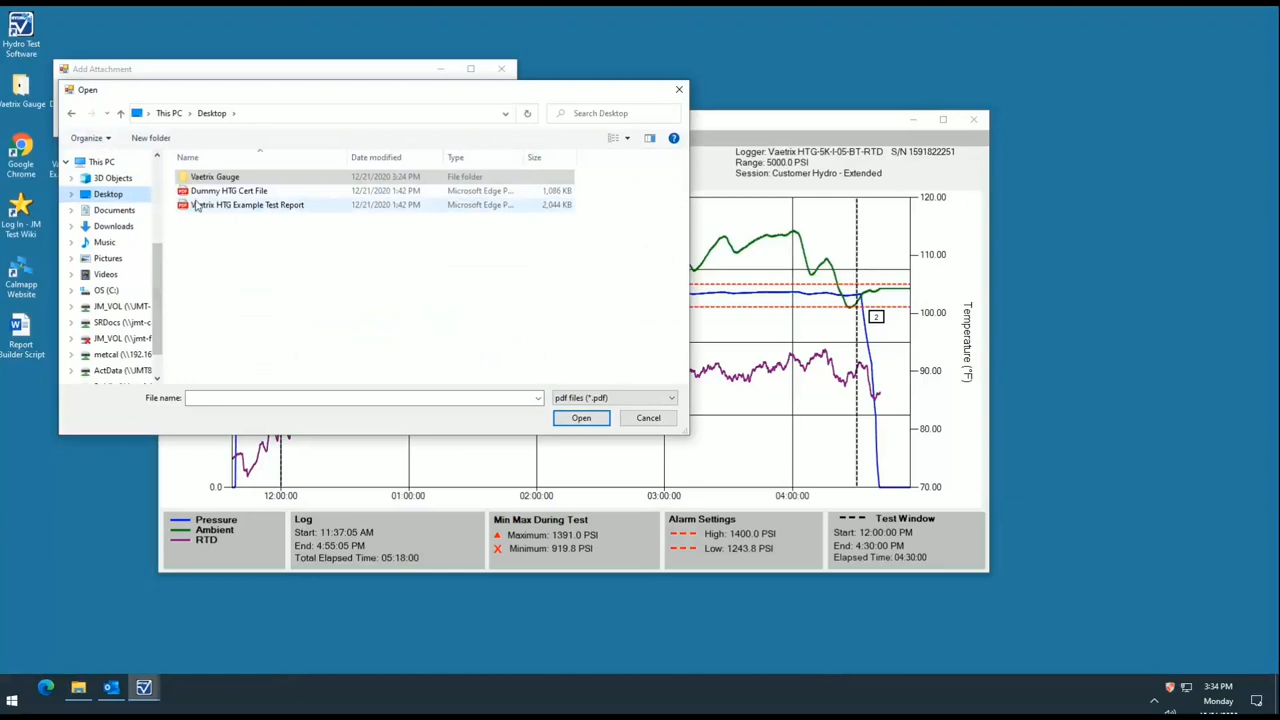 Hydro Test
Software
Vaetrix Gauge
Google
Chrome
Log In - JM
Test Wiki
Calmapp
Website
Report
Builder Script
Add Attachment
Open
This PC > Desktop >
Search Desktop
Organize
New folder
Name
Date modified
Type
Size
This PC
3D Objects
Desktop
Documents
Downloads
Music
Pictures
Videos
OS (C:)
JM_VOL (\\JMT-
SRDocs (\\jmt-c
JM_VOL (\\jmt-f
metcal (\\192.16
ActData (\\UMT8
Vaetrix Gauge 12/21/2020 3:24 PM File folder
Dummy HTG Cert File 12/21/2020 1:42 PM Microsoft Edge P... 1,086 KB
Vaetrix HTG Example Test Report 12/21/2020 1:42 PM Microsoft Edge P... 2,044 KB
File name:
pdf files (*.pdf)
Open
Cancel
Logger: Vaetrix HTG-5K-I-05-BT-RTD S/N 1591822251
Range: 5000.0 PSI
Session: Customer Hydro - Extended
120.00
110.00
100.00
90.00
80.00
70.00
Temperature (°F)
2
0.0
12:00:00
01:00:00
02:00:00
03:00:00
04:00:00
Pressure
Ambient
RTD
Log
Start: 11:37:05 AM
End: 4:55:05 PM
Total Elapsed Time: 05:18:00
Min Max During Test
Maximum: 1391.0 PSI
Minimum: 919.8 PSI
Alarm Settings
High: 1400.0 PSI
Low: 1243.8 PSI
Test Window
Start: 12:00:00 PM
End: 4:30:00 PM
Elapsed Time: 04:30:00
3:34 PM
Monday